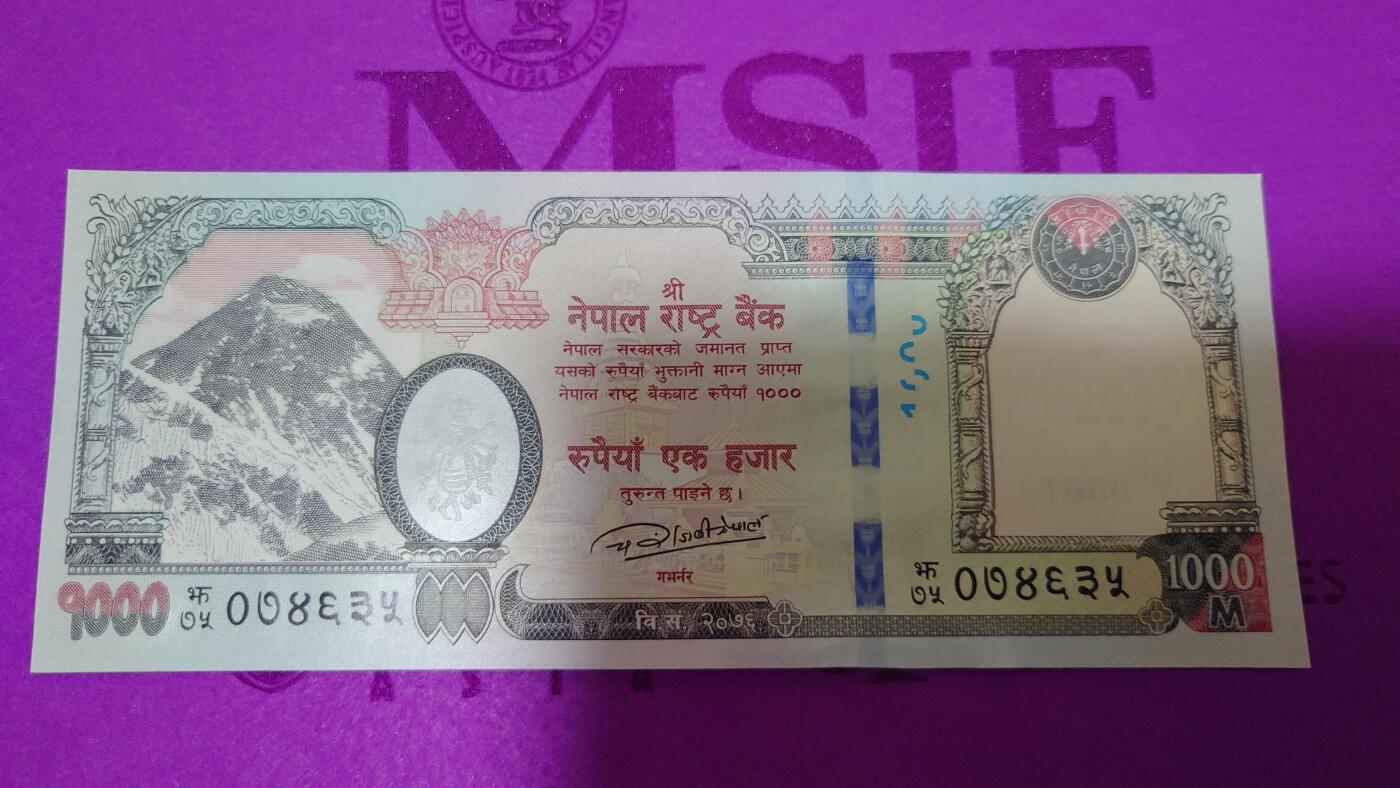 MSIF
श्री
नेपाल राष्ट्र बैंक
नेपाल सरकारको जमानत प्राप्त
यसको रुपैयाँ भुक्तानी माग्न आएमा
नेपाल राष्ट्र बैंकबाट रुपैयाँ १०००
रुपैयाँ एक हजार
तुरुन्त पाइने छ।
गभर्नर
१०००
झ
७५ ०७४६३५
वि.सं. २०७६
झ
७५ ०७४६३५
1000
M
ASIA